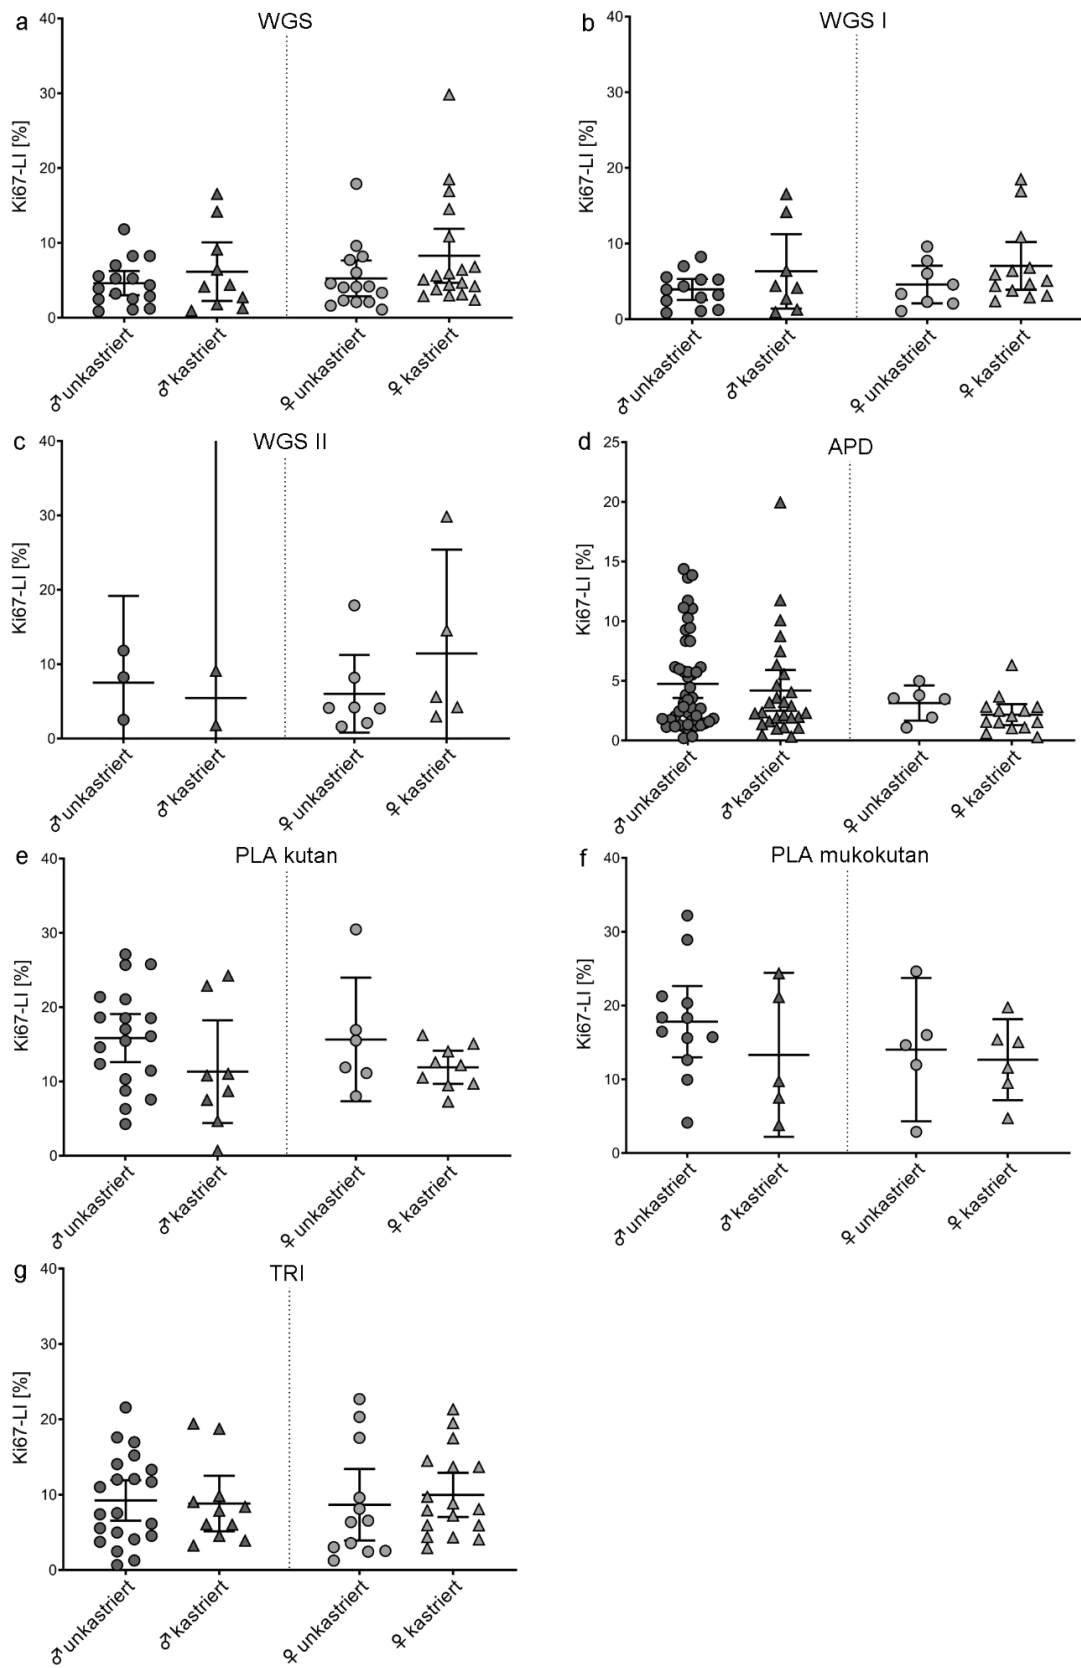 a
WGS
Ki67-LI [%]
40
30
20
10
0
♂ unkastriert
♂ kastriert
♀ unkastriert
♀ kastriert
b
WGS I
Ki67-LI [%]
40
30
20
10
0
♂ unkastriert
♂ kastriert
♀ unkastriert
♀ kastriert
c
WGS II
Ki67-LI [%]
40
30
20
10
0
♂ unkastriert
♂ kastriert
♀ unkastriert
♀ kastriert
d
APD
Ki67-LI [%]
25
20
15
10
5
0
♂ unkastriert
♂ kastriert
♀ unkastriert
♀ kastriert
e
PLA kutan
Ki67-LI [%]
40
30
20
10
0
♂ unkastriert
♂ kastriert
♀ unkastriert
♀ kastriert
f
PLA mukokutan
Ki67-LI [%]
40
30
20
10
0
♂ unkastriert
♂ kastriert
♀ unkastriert
♀ kastriert
g
TRI
Ki67-LI [%]
40
30
20
10
0
♂ unkastriert
♂ kastriert
♀ unkastriert
♀ kastriert